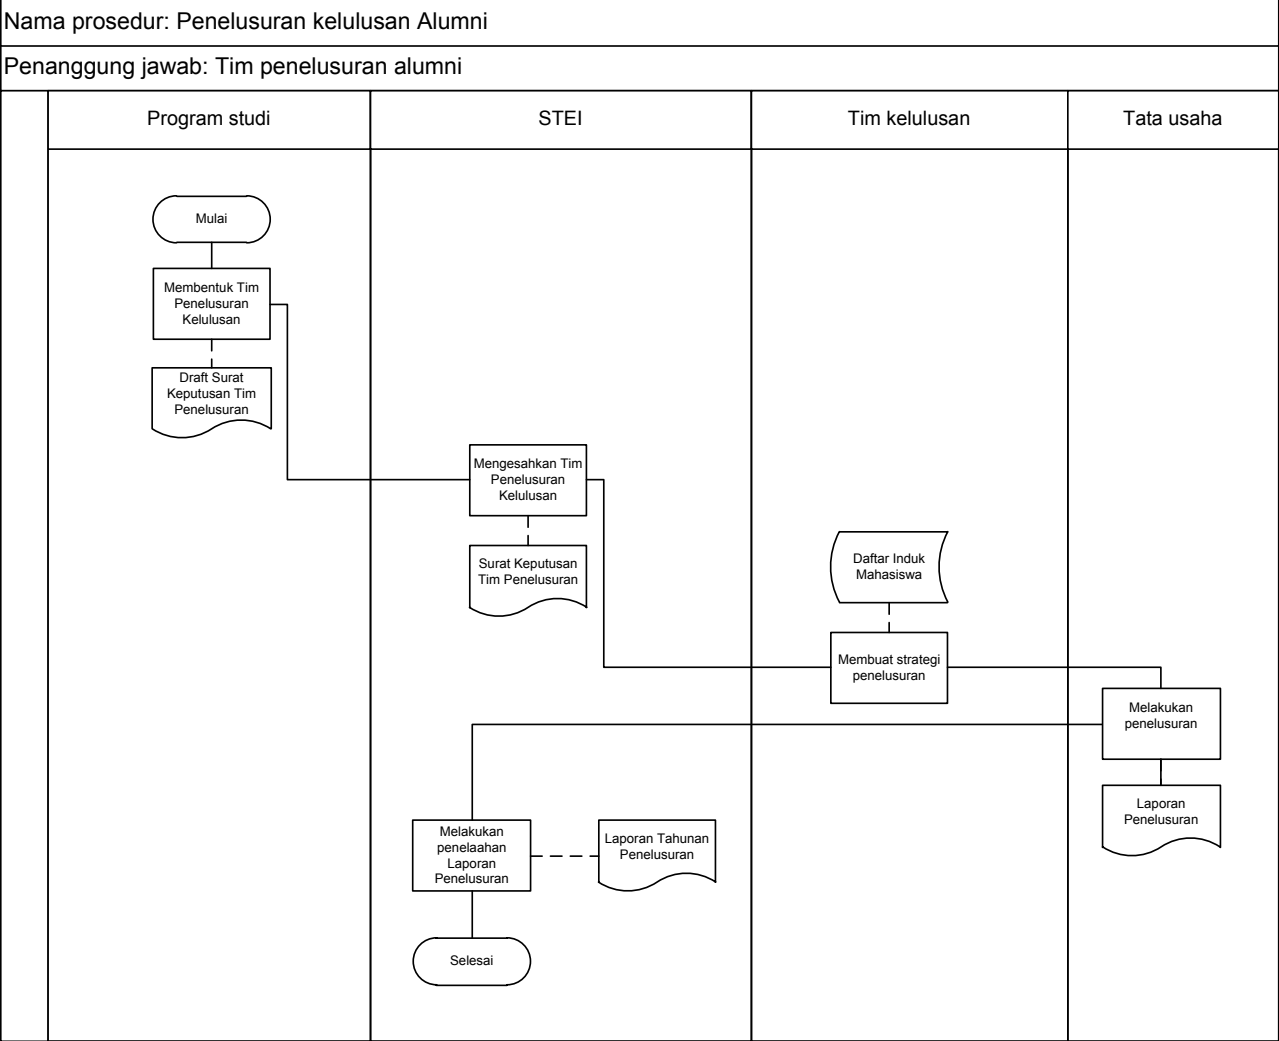 Nama prosedur: Penelusuran kelulusan Alumni
Penanggung jawab: Tim penelusuran alumni
Program studi
STEI
Tim kelulusan
Tata usaha
Mulai
Membentuk Tim
Penelusuran
Kelulusan
Draft Surat
Keputusan Tim
Penelusuran
Mengesahkan Tim
Penelusuran
Kelulusan
Surat Keputusan
Tim Penelusuran
Daftar Induk
Mahasiswa
Membuat strategi
penelusuran
Melakukan
penelusuran
Laporan
Penelusuran
Melakukan
penelaahan
Laporan
Penelusuran
Laporan Tahunan
Penelusuran
Selesai